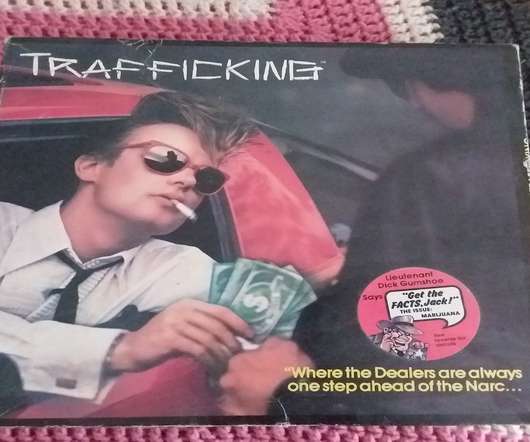 TRAFFICKING™
Lieutenant
Dick Gumshoe
Says
"Get the
FACTS, Jack!"
THE ISSUE:
MARIJUANA
"Where the Dealers are always
one step ahead of the Narc...